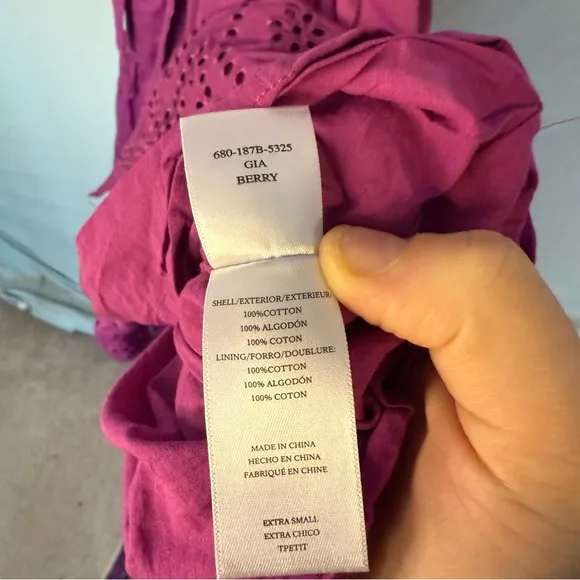 680-187B-5325
GIA
BERRY
SHELL/EXTERIOR/EXTERIEUR:
100%COTTON
100% ALGODÓN
100% COTON
LINING/FORRO/DOUBLURE:
100%COTTON
100% ALGODÓN
100% COTON
MADE IN CHINA
HECHO EN CHINA
FABRIQUÉ EN CHINE
EXTRA SMALL
EXTRA CHICO
TPETIT